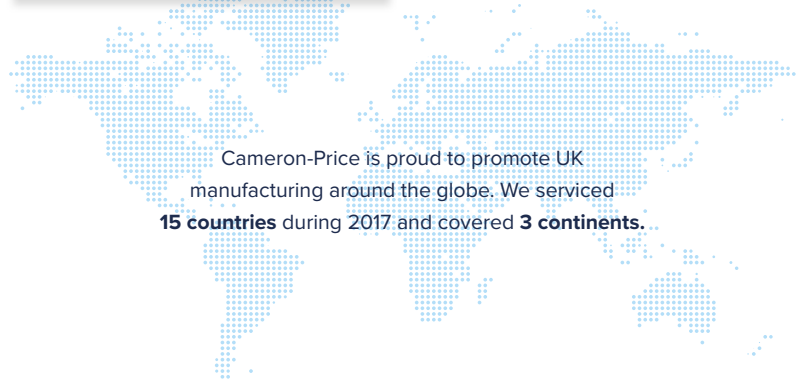 Cameron-Price is proud to promote UK
manufacturing around the globe. We serviced
15 countries during 2017 and covered 3 continents.